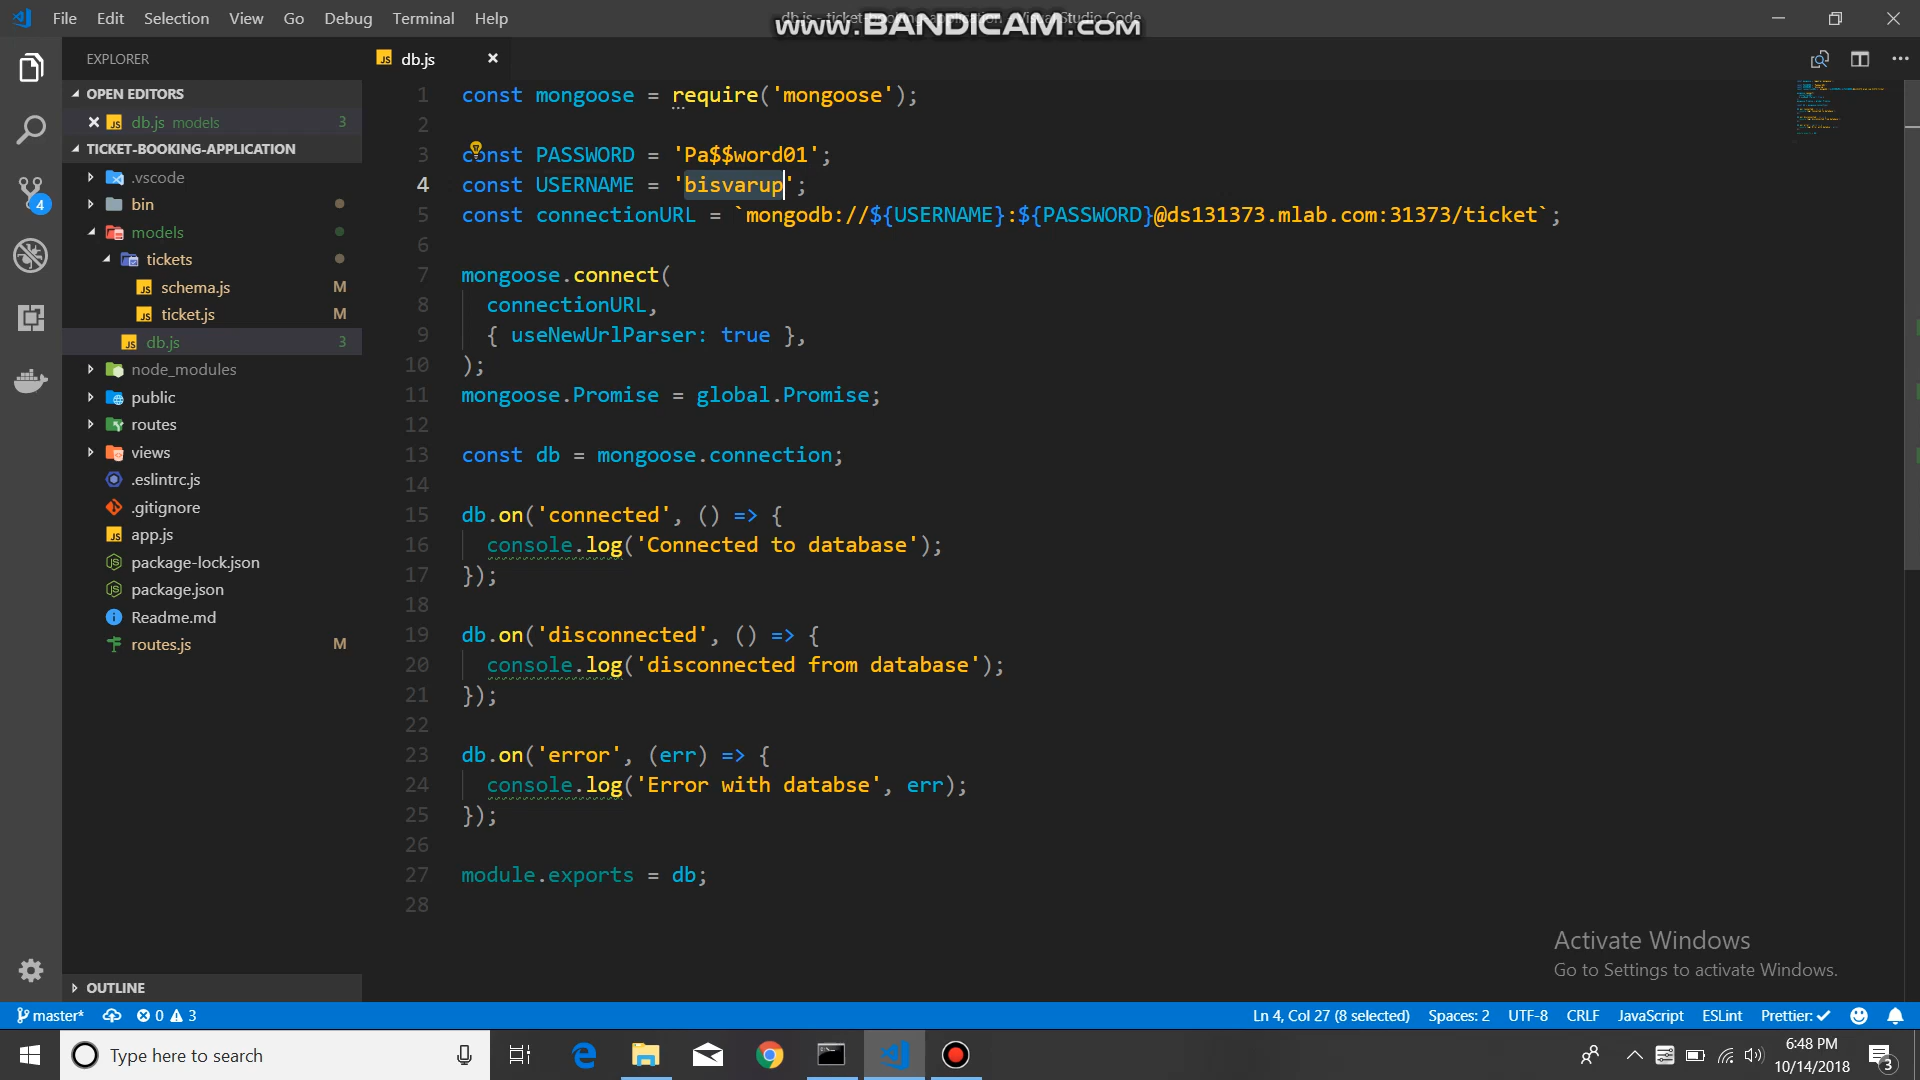 File Edit Selection View Go Debug Terminal Help
www.BANDICAM.com
EXPLORER
db.js
OPEN EDITORS
db.js models 3
TICKET-BOOKING-APPLICATION
.vscode
bin
models
tickets
schema.js M
ticket.js M
db.js 3
node_modules
public
routes
views
.eslintrc.js
.gitignore
app.js
package-lock.json
package.json
Readme.md
routes.js M
OUTLINE
4
1 const mongoose = require('mongoose');
2
3 const PASSWORD = 'Pa$$word01';
4 const USERNAME = 'bisvarup';
5 const connectionURL = `mongodb://${USERNAME}:${PASSWORD}@ds131373.mlab.com:31373/ticket`;
6
7 mongoose.connect(
8 connectionURL,
9 { useNewUrlParser: true },
10 );
11 mongoose.Promise = global.Promise;
12
13 const db = mongoose.connection;
14
15 db.on('connected', () => {
16 console.log('Connected to database');
17 });
18
19 db.on('disconnected', () => {
20 console.log('disconnected from database');
21 });
22
23 db.on('error', (err) => {
24 console.log('Error with databse', err);
25 });
26
27 module.exports = db;
28
Activate Windows
Go to Settings to activate Windows.
master* 0 3
Ln 4, Col 27 (8 selected) Spaces: 2 UTF-8 CRLF JavaScript ESLint Prettier: ✓
Type here to search
6:48 PM
10/14/2018
3